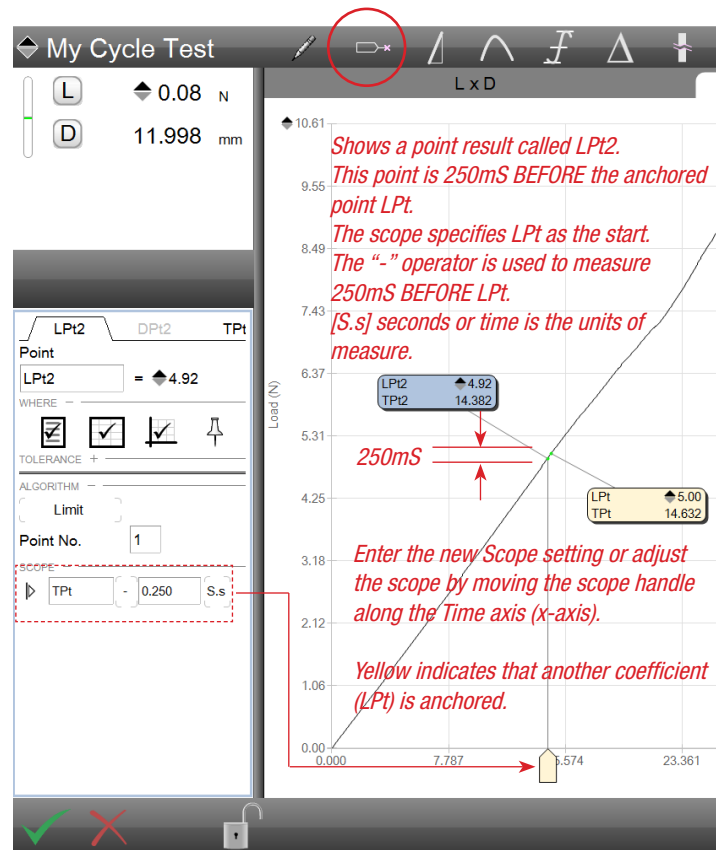 My Cycle Test
L 0.08 N
D 11.998 mm
L x D
10.61
Shows a point result called LPt2.
This point is 250mS BEFORE the anchored
point LPt.
The scope specifies LPt as the start.
The “-” operator is used to measure
250mS BEFORE LPt.
[S.s] seconds or time is the units of
measure.
9.55
8.49
7.43
6.37
5.31
4.25
3.18
2.12
1.06
0.00
Load (N)
LPt2 DPt2 TPt
Point
LPt2 = 4.92
WHERE
TOLERANCE +
ALGORITHM
Limit
Point No. 1
SCOPE
TPt - 0.250 S.s
LPt2 4.92
TPt2 14.382
250mS
LPt 5.00
TPt 14.632
Enter the new Scope setting or adjust
the scope by moving the scope handle
along the Time axis (x-axis).
Yellow indicates that another coefficient
(LPt) is anchored.
0.000 7.787 5.574 23.361